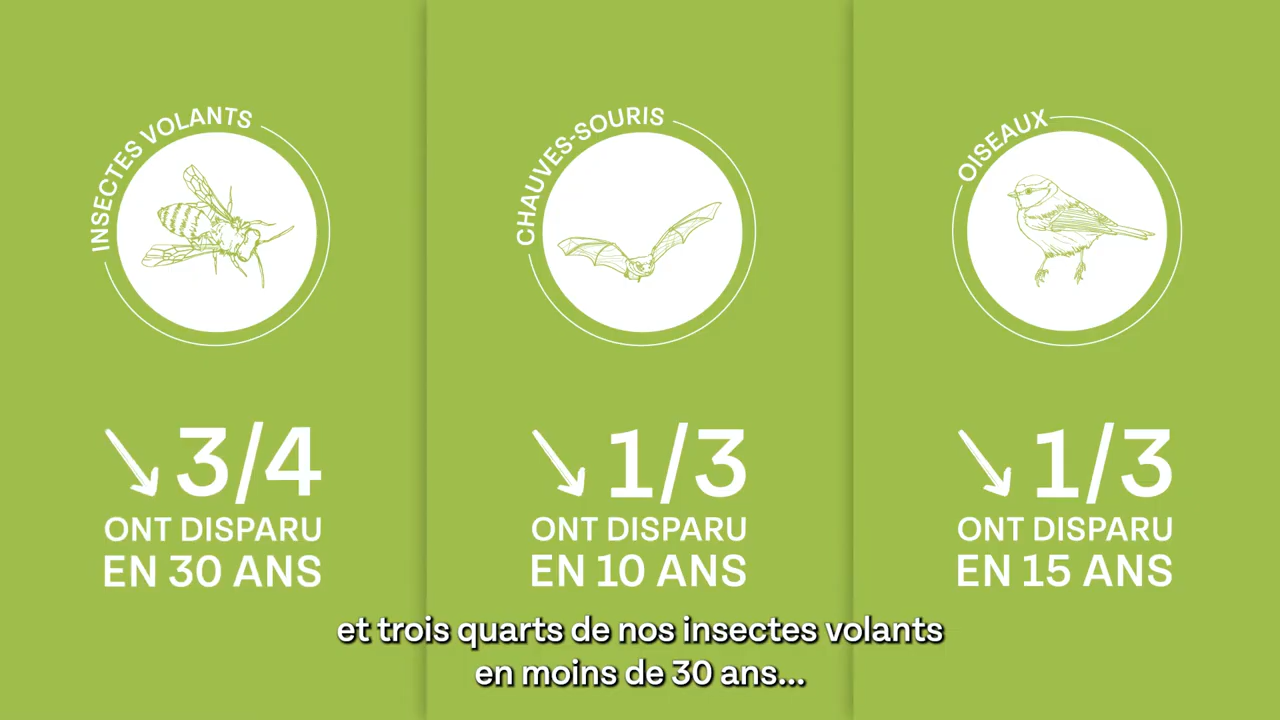 INSECTES VOLANTS
3/4
ONT DISPARU
EN 30 ANS
CHAUVES-SOURIS
1/3
ONT DISPARU
EN 10 ANS
OISEAUX
1/3
ONT DISPARU
EN 15 ANS
et trois quarts de nos insectes volants
en moins de 30 ans...